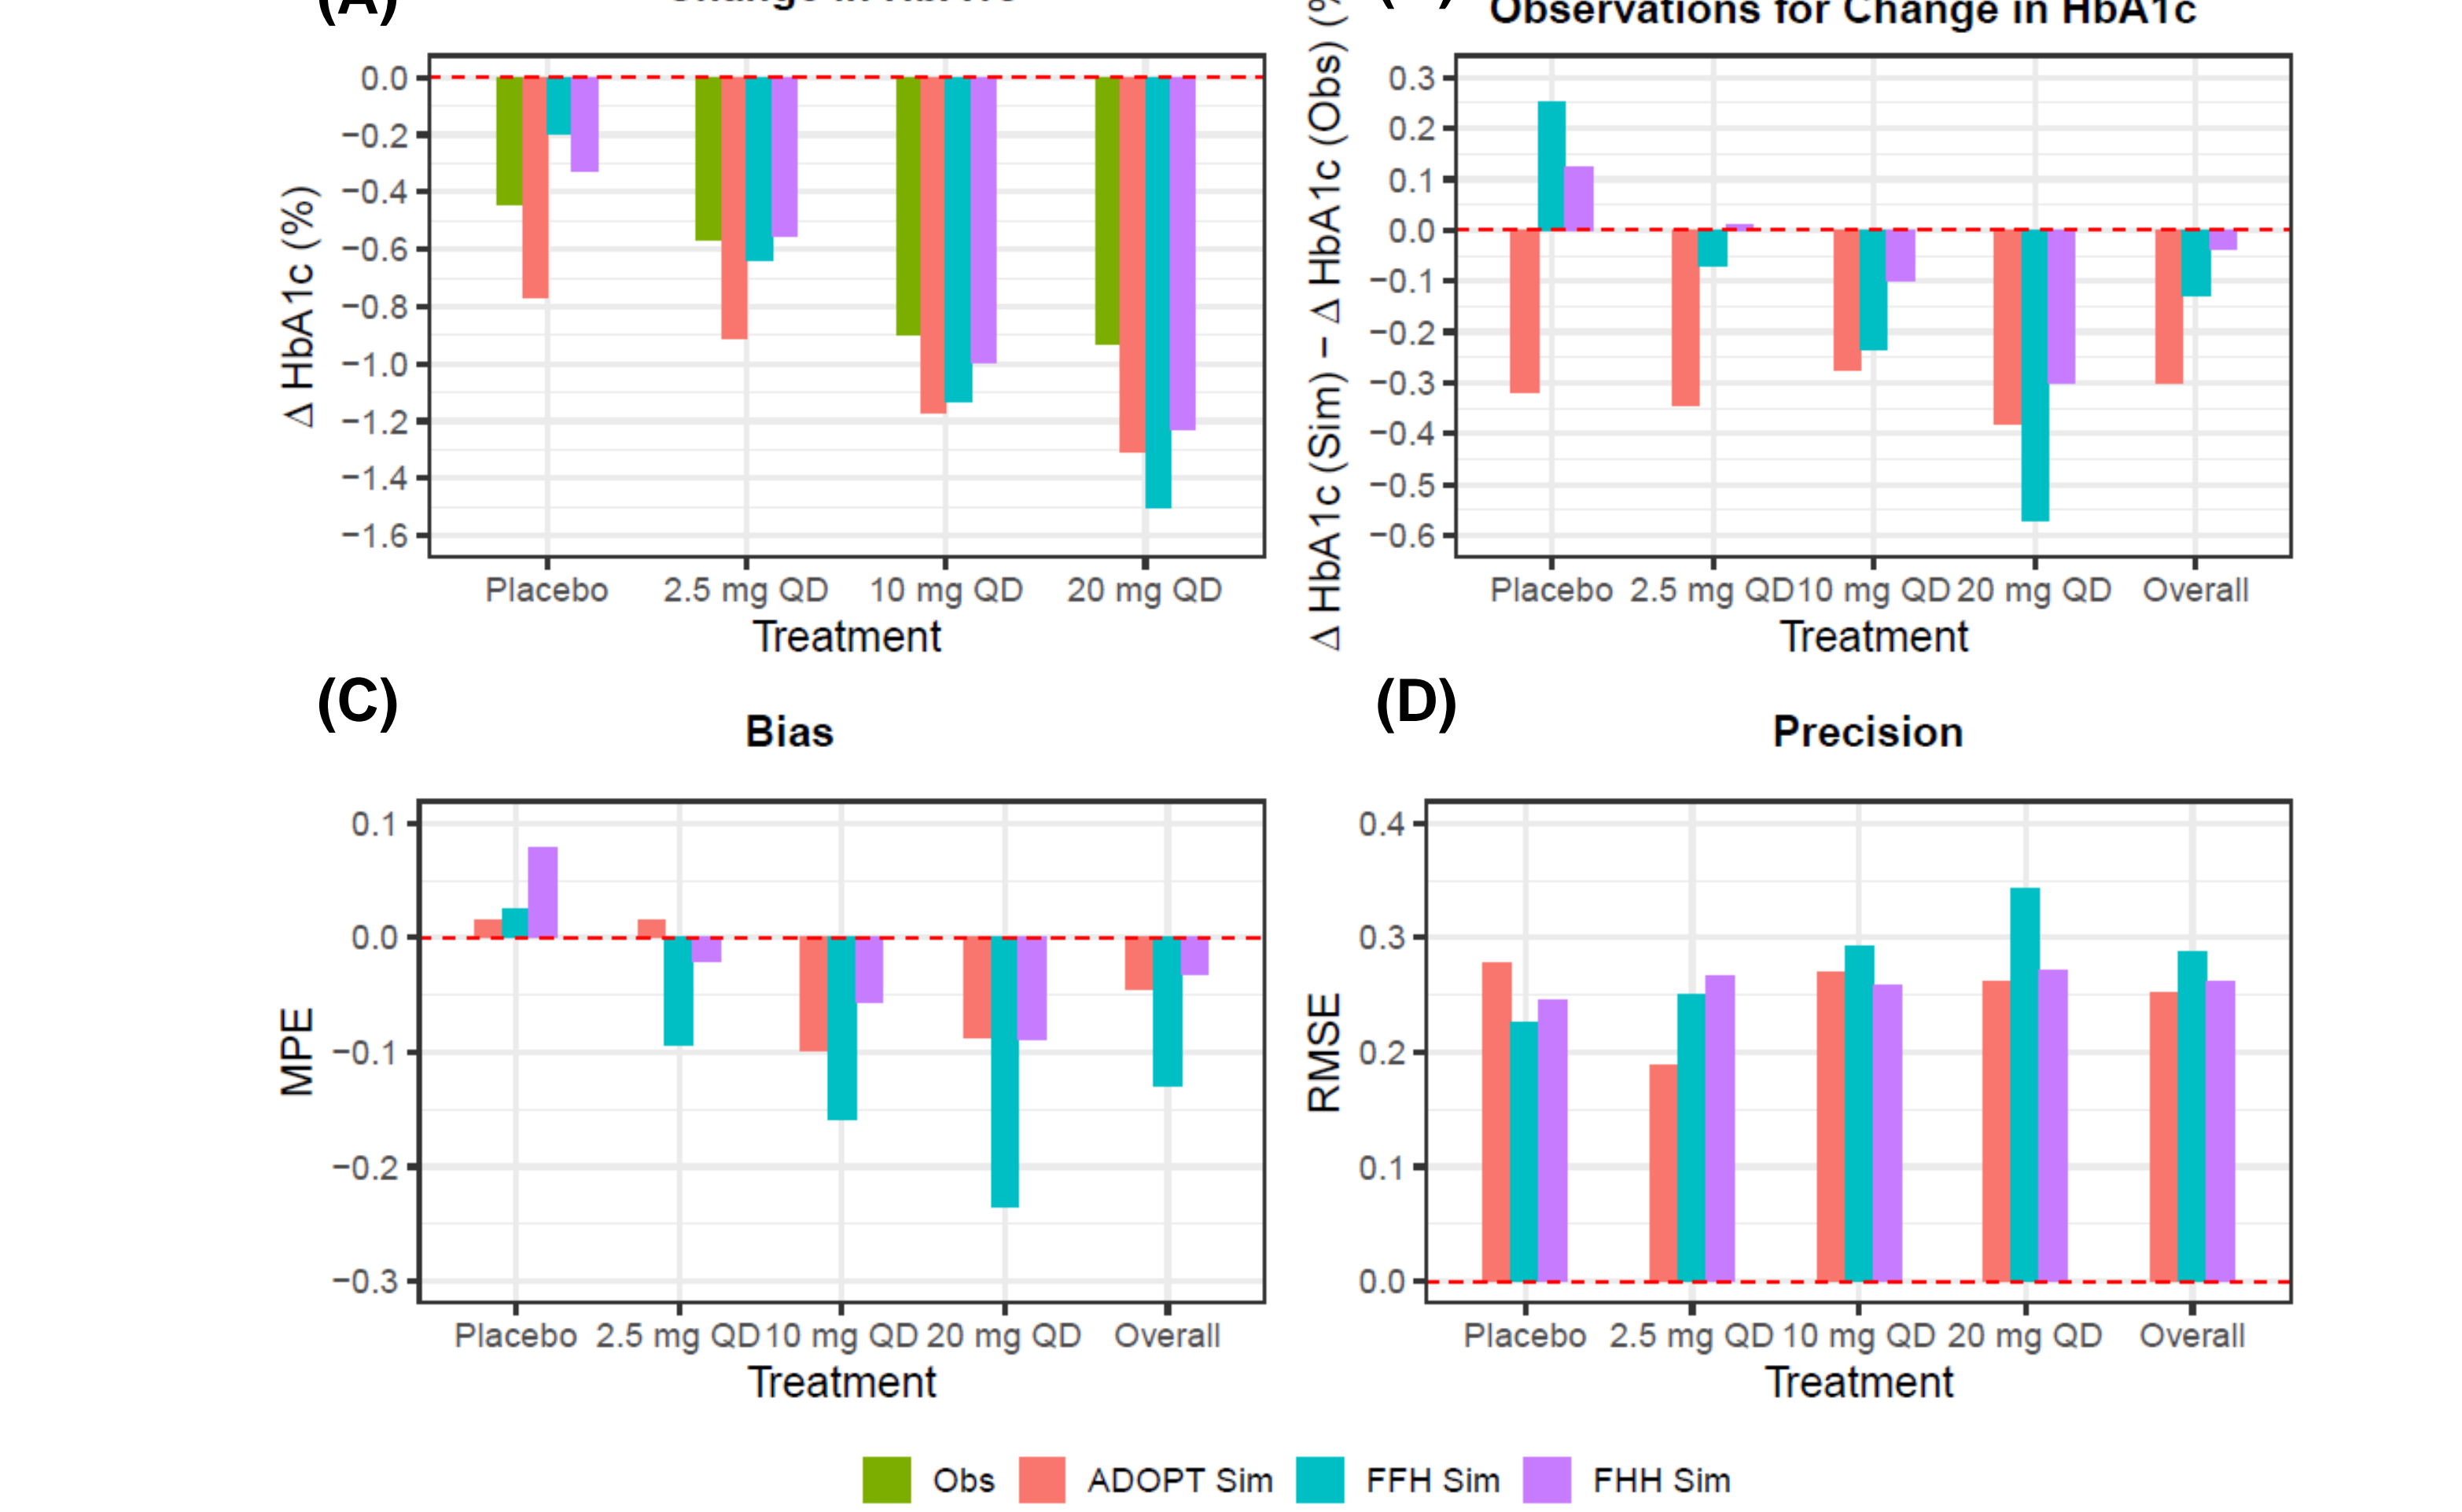 (A)
Observations for Change in HbA1c
Δ HbA1c (%)
0.0
−0.2
−0.4
−0.6
−0.8
−1.0
−1.2
−1.4
−1.6
Placebo 2.5 mg QD 10 mg QD 20 mg QD
Treatment
Δ HbA1c (Sim) − Δ HbA1c (Obs) (%
0.3
0.2
0.1
0.0
−0.1
−0.2
−0.3
−0.4
−0.5
−0.6
Placebo 2.5 mg QD 10 mg QD 20 mg QD Overall
Treatment
(C)
Bias
MPE
0.1
0.0
−0.1
−0.2
−0.3
Placebo 2.5 mg QD 10 mg QD 20 mg QD Overall
Treatment
(D)
Precision
RMSE
0.4
0.3
0.2
0.1
0.0
Placebo 2.5 mg QD 10 mg QD 20 mg QD Overall
Treatment
Obs ADOPT Sim FFH Sim FHH Sim